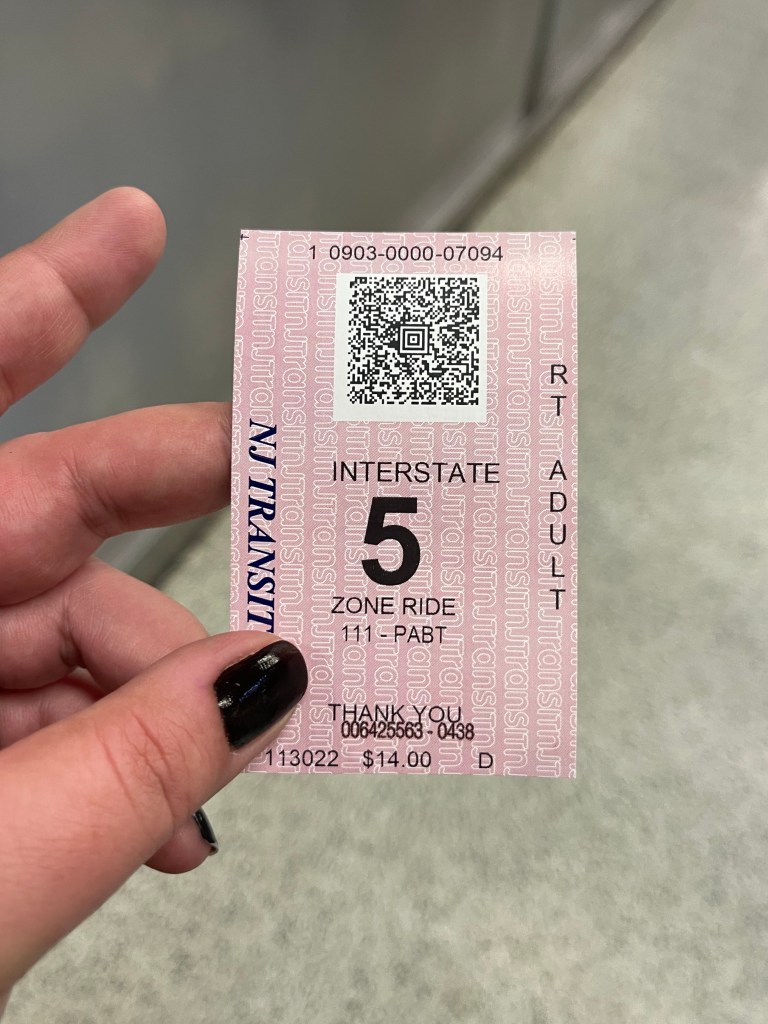 1 0903-0000-07094
RT ADULT
NJ TRANSIT
INTERSTATE
5
ZONE RIDE
111 - PABT
THANK YOU
006425563 - 0438
113022 $14.00 D